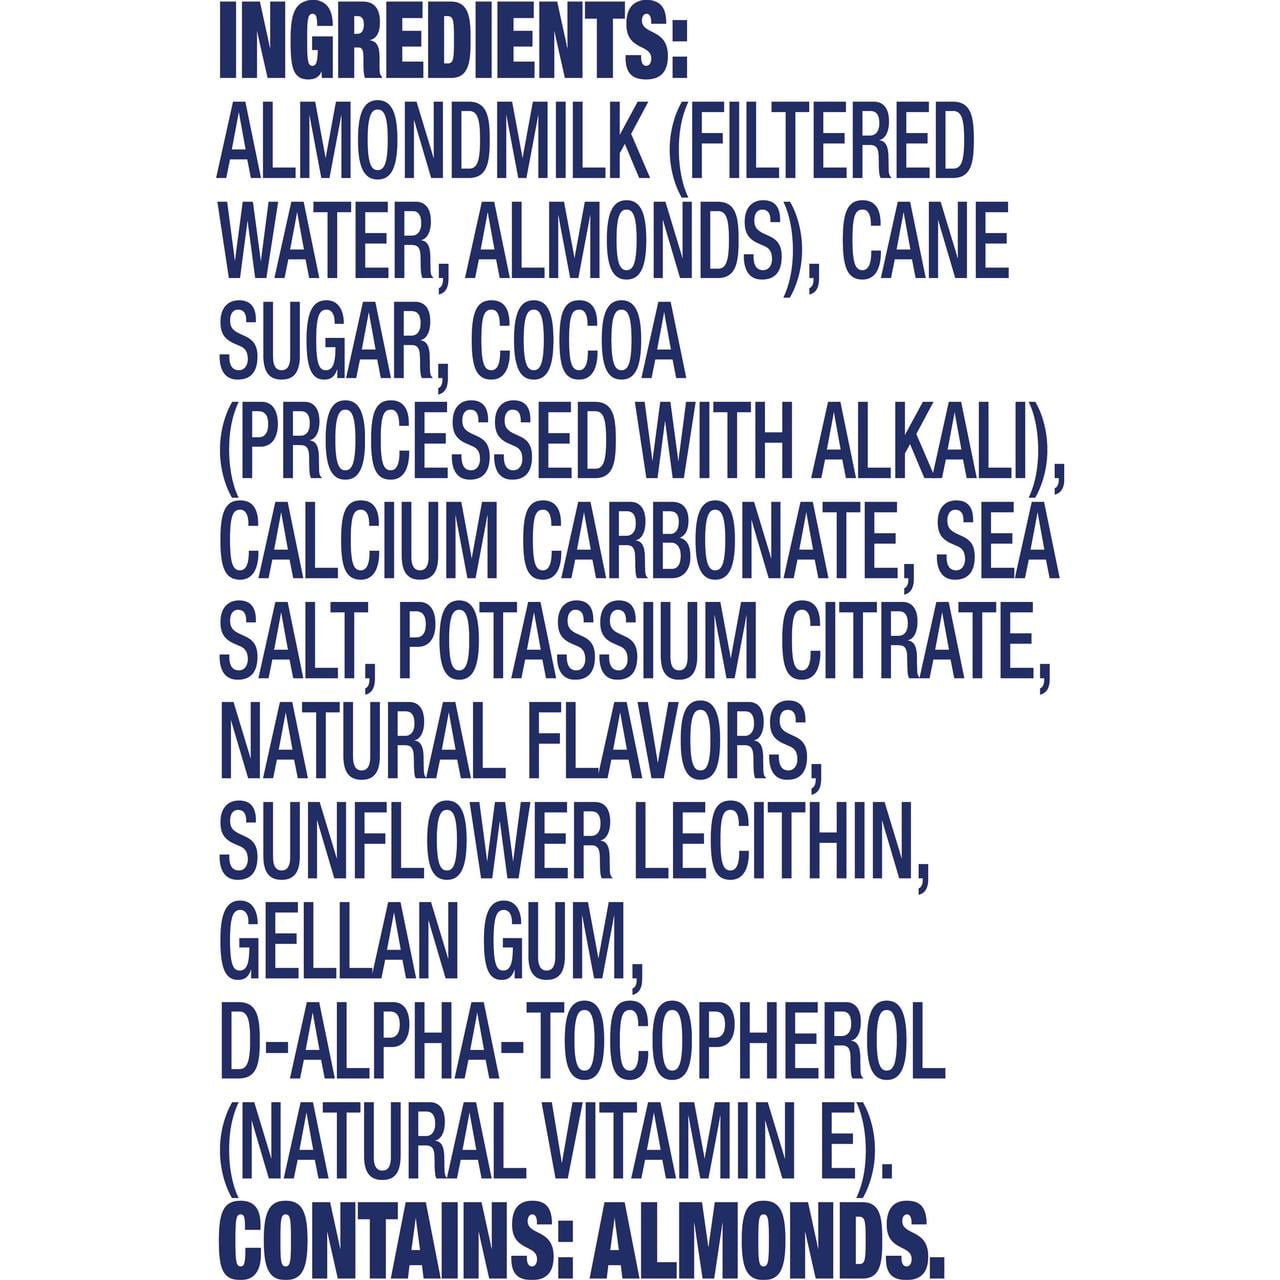 INGREDIENTS:
ALMONDMILK (FILTERED
WATER, ALMONDS), CANE
SUGAR, COCOA
(PROCESSED WITH ALKALI),
CALCIUM CARBONATE, SEA
SALT, POTASSIUM CITRATE,
NATURAL FLAVORS,
SUNFLOWER LECITHIN,
GELLAN GUM,
D-ALPHA-TOCOPHEROL
(NATURAL VITAMIN E).
CONTAINS: ALMONDS.